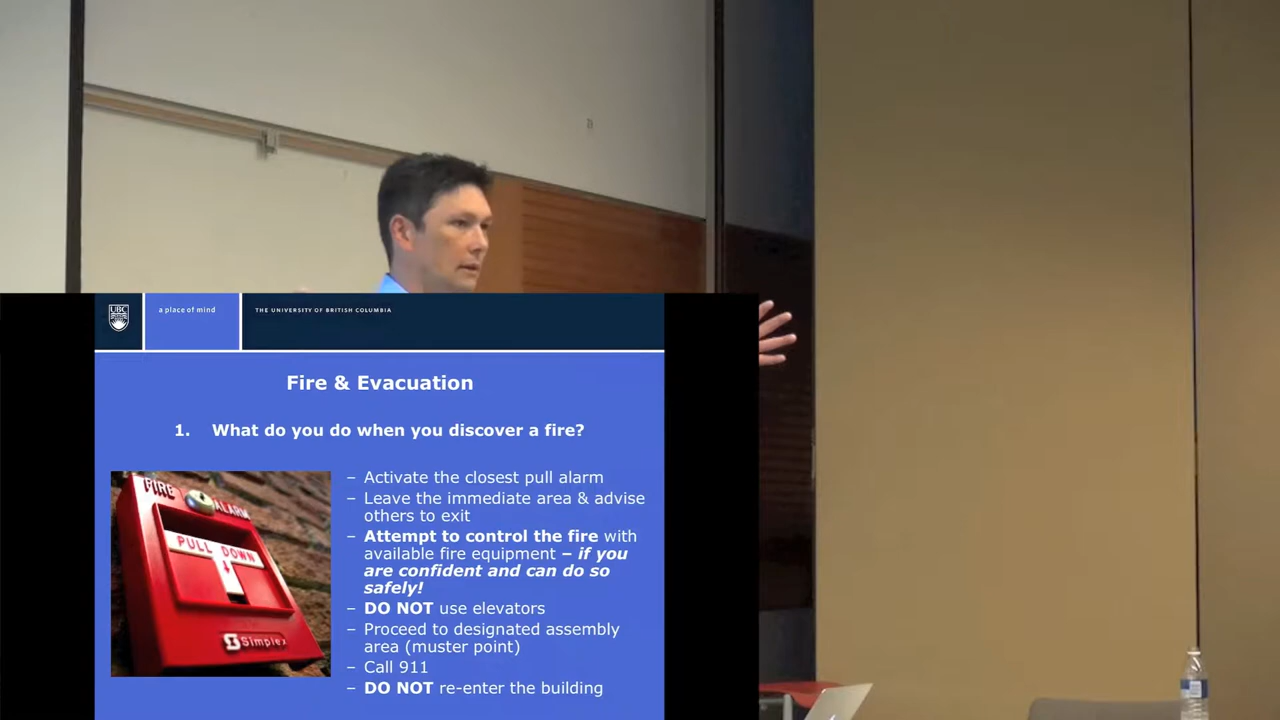 UBC
a place of mind
THE UNIVERSITY OF BRITISH COLUMBIA
Fire & Evacuation
1. What do you do when you discover a fire?
– Activate the closest pull alarm
– Leave the immediate area & advise
others to exit
– Attempt to control the fire with
available fire equipment – if you
are confident and can do so
safely!
– DO NOT use elevators
– Proceed to designated assembly
area (muster point)
– Call 911
– DO NOT re-enter the building
FIRE
ALARM
PULL DOWN
Simplex